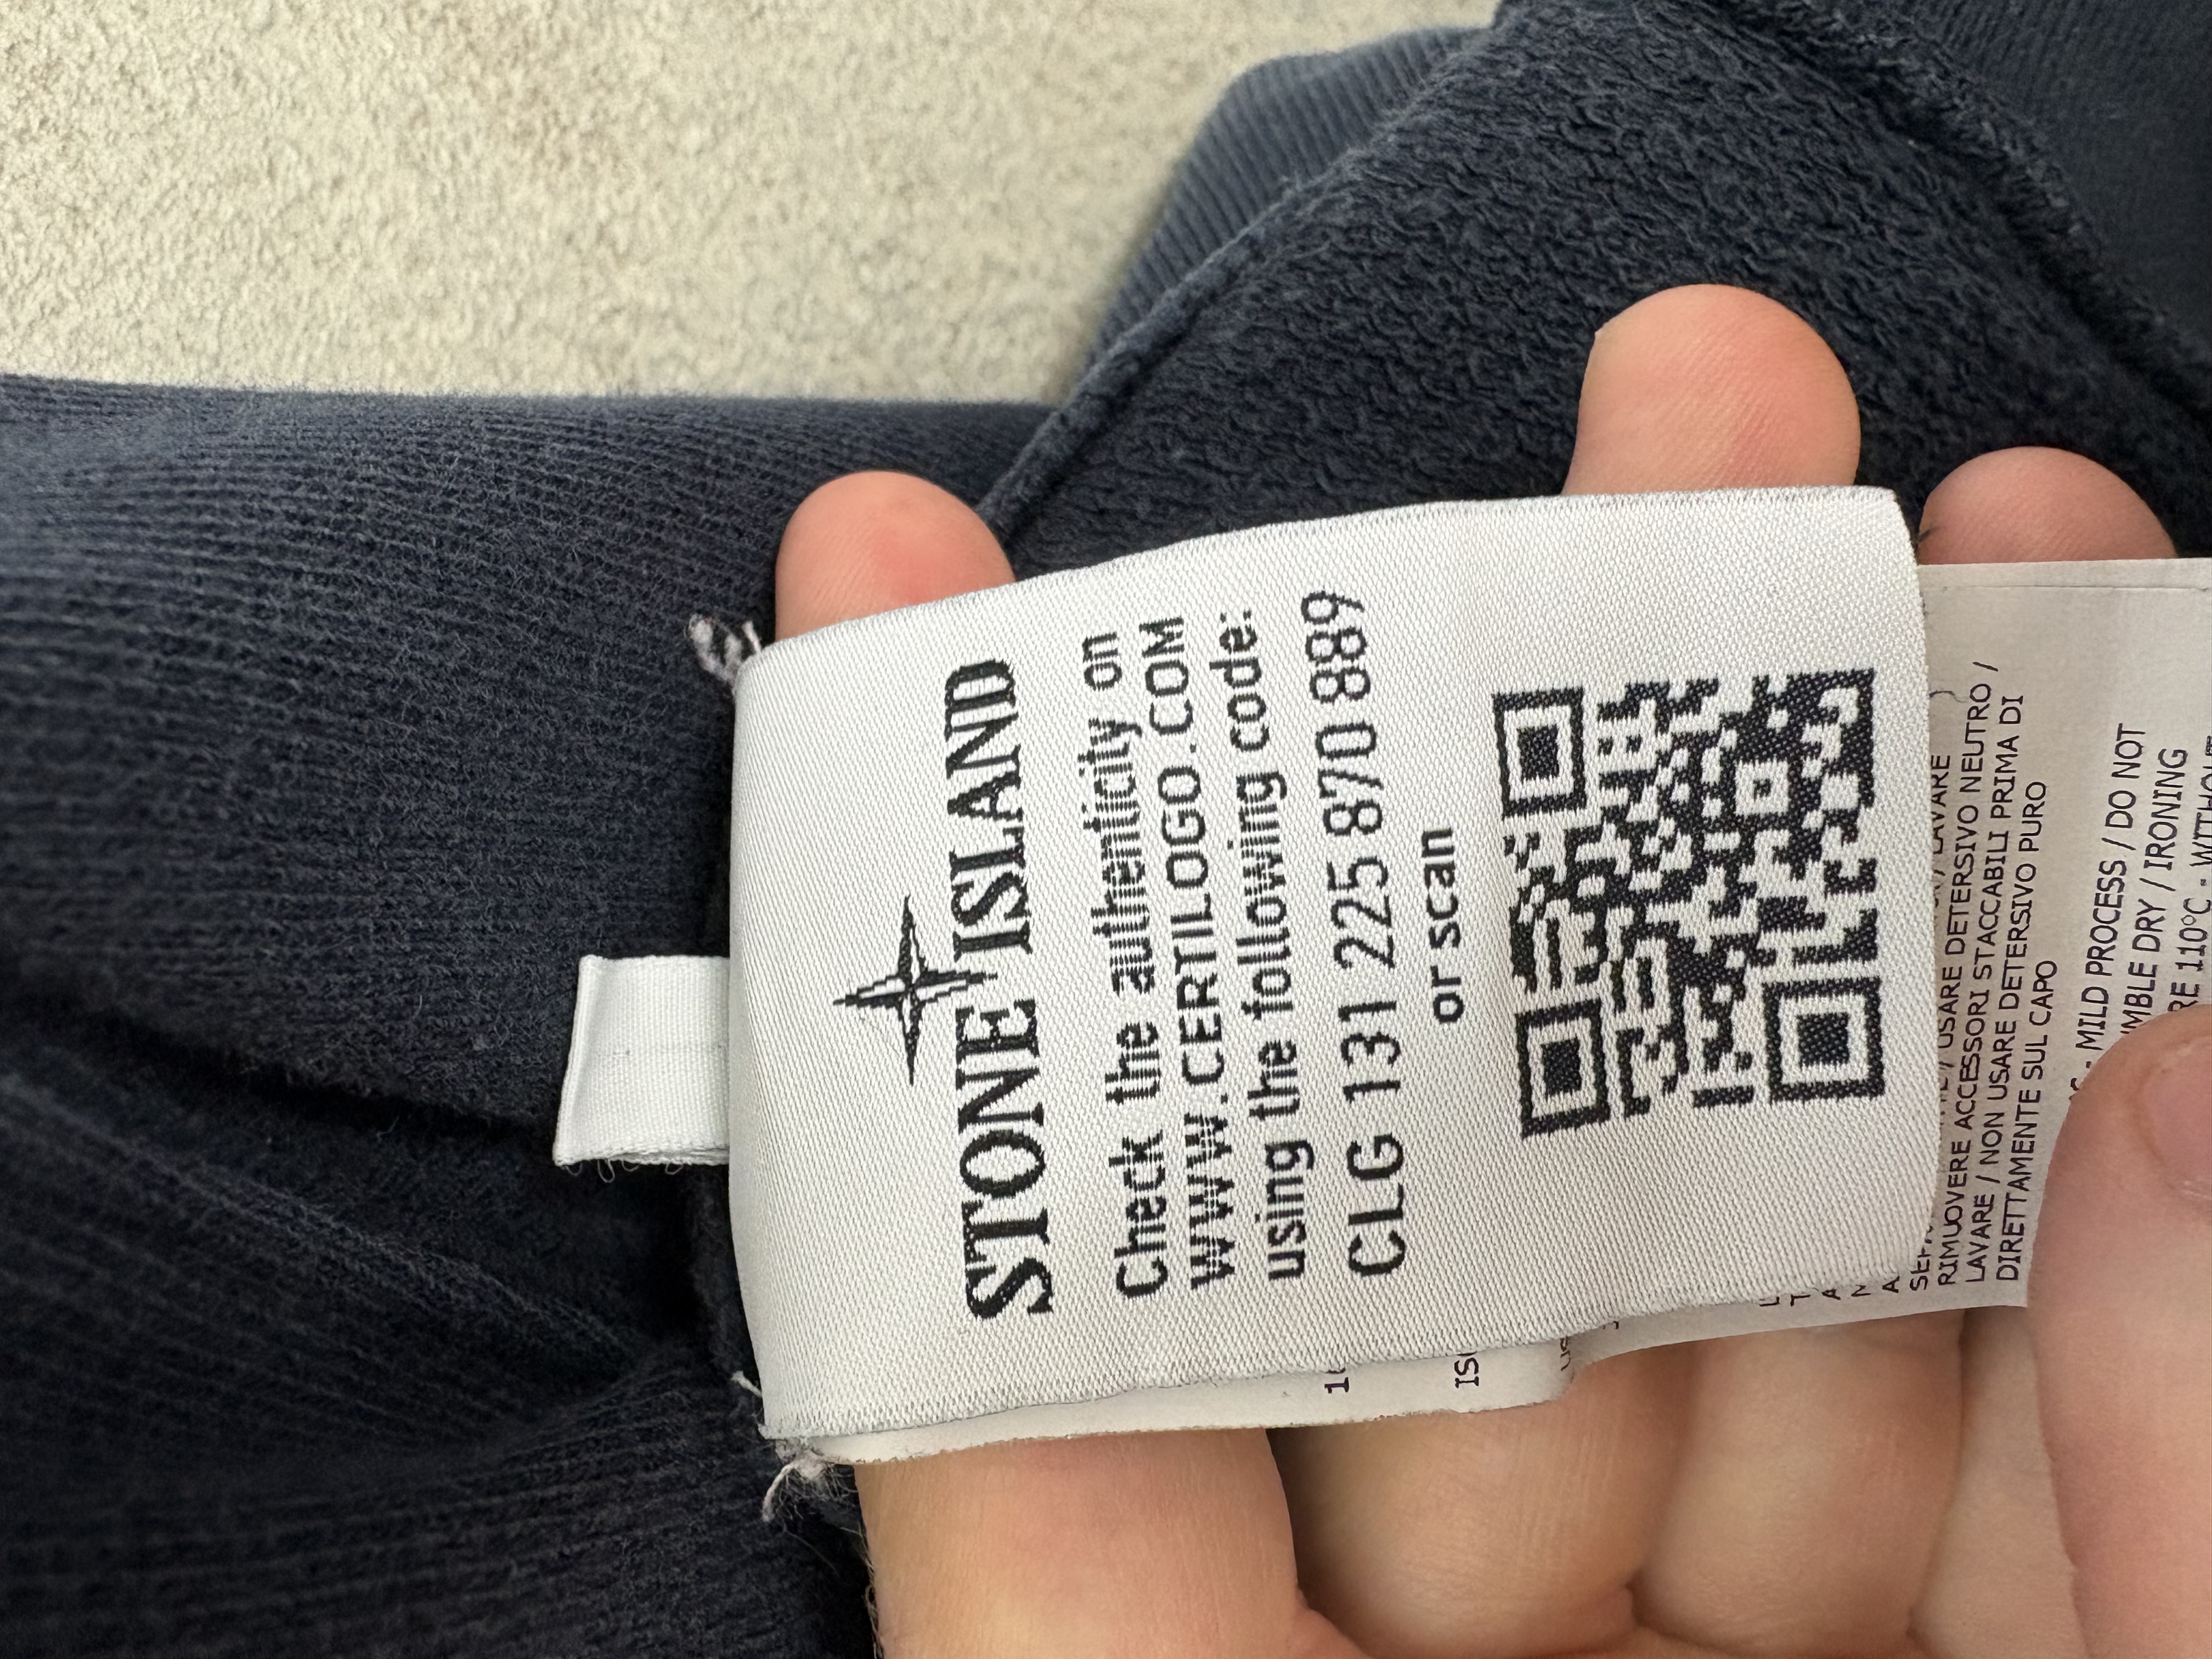 STONE ISLAND
Check the authenticity on
WWW.CERTILOGO.COM
using the following code:
CLG 131 225 870 889
or scan
LAVARE
/ USARE DETERSIVO NEUTRO /
RIMUOVERE ACCESSORI STACCABILI PRIMA DI
LAVARE / NON USARE DETERSIVO PURO
DIRETTAMENTE SUL CAPO
- MILD PROCESS / DO NOT
DRY / IRONING
110°C -